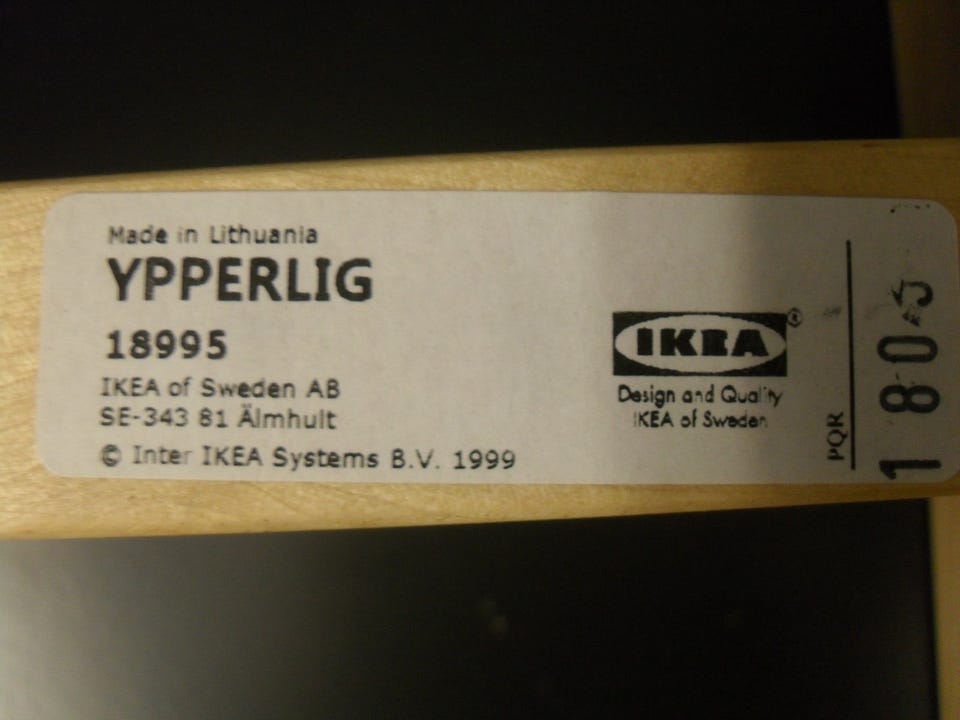 Made in Lithuania
YPPERLIG
18995
IKEA of Sweden AB
SE-343 81 Älmhult
© Inter IKEA Systems B.V. 1999
IKEA®
Design and Quality
IKEA of Sweden
PQR
1803